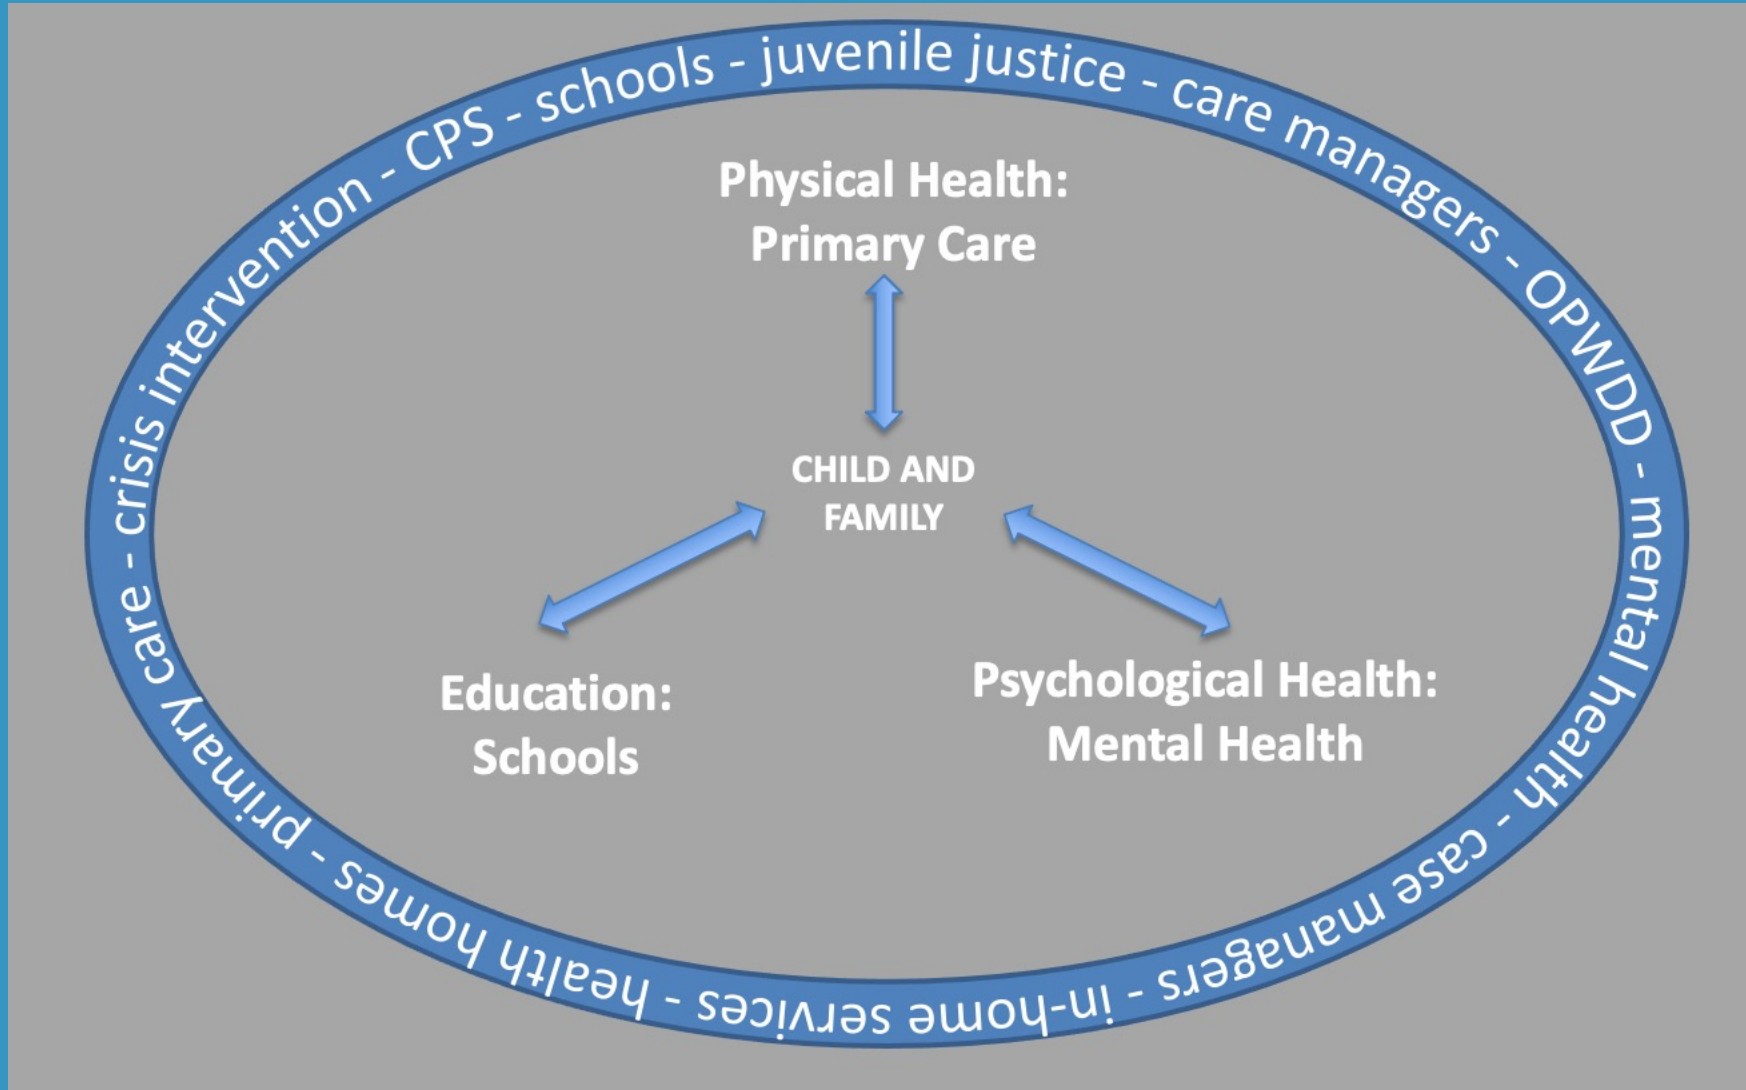 crisis intervention - CPS - schools - juvenile justice - care managers - OPWDD - mental health - case managers - in-home services - health homes - primary care -
Physical Health:
Primary Care
CHILD AND
FAMILY
Education:
Schools
Psychological Health:
Mental Health